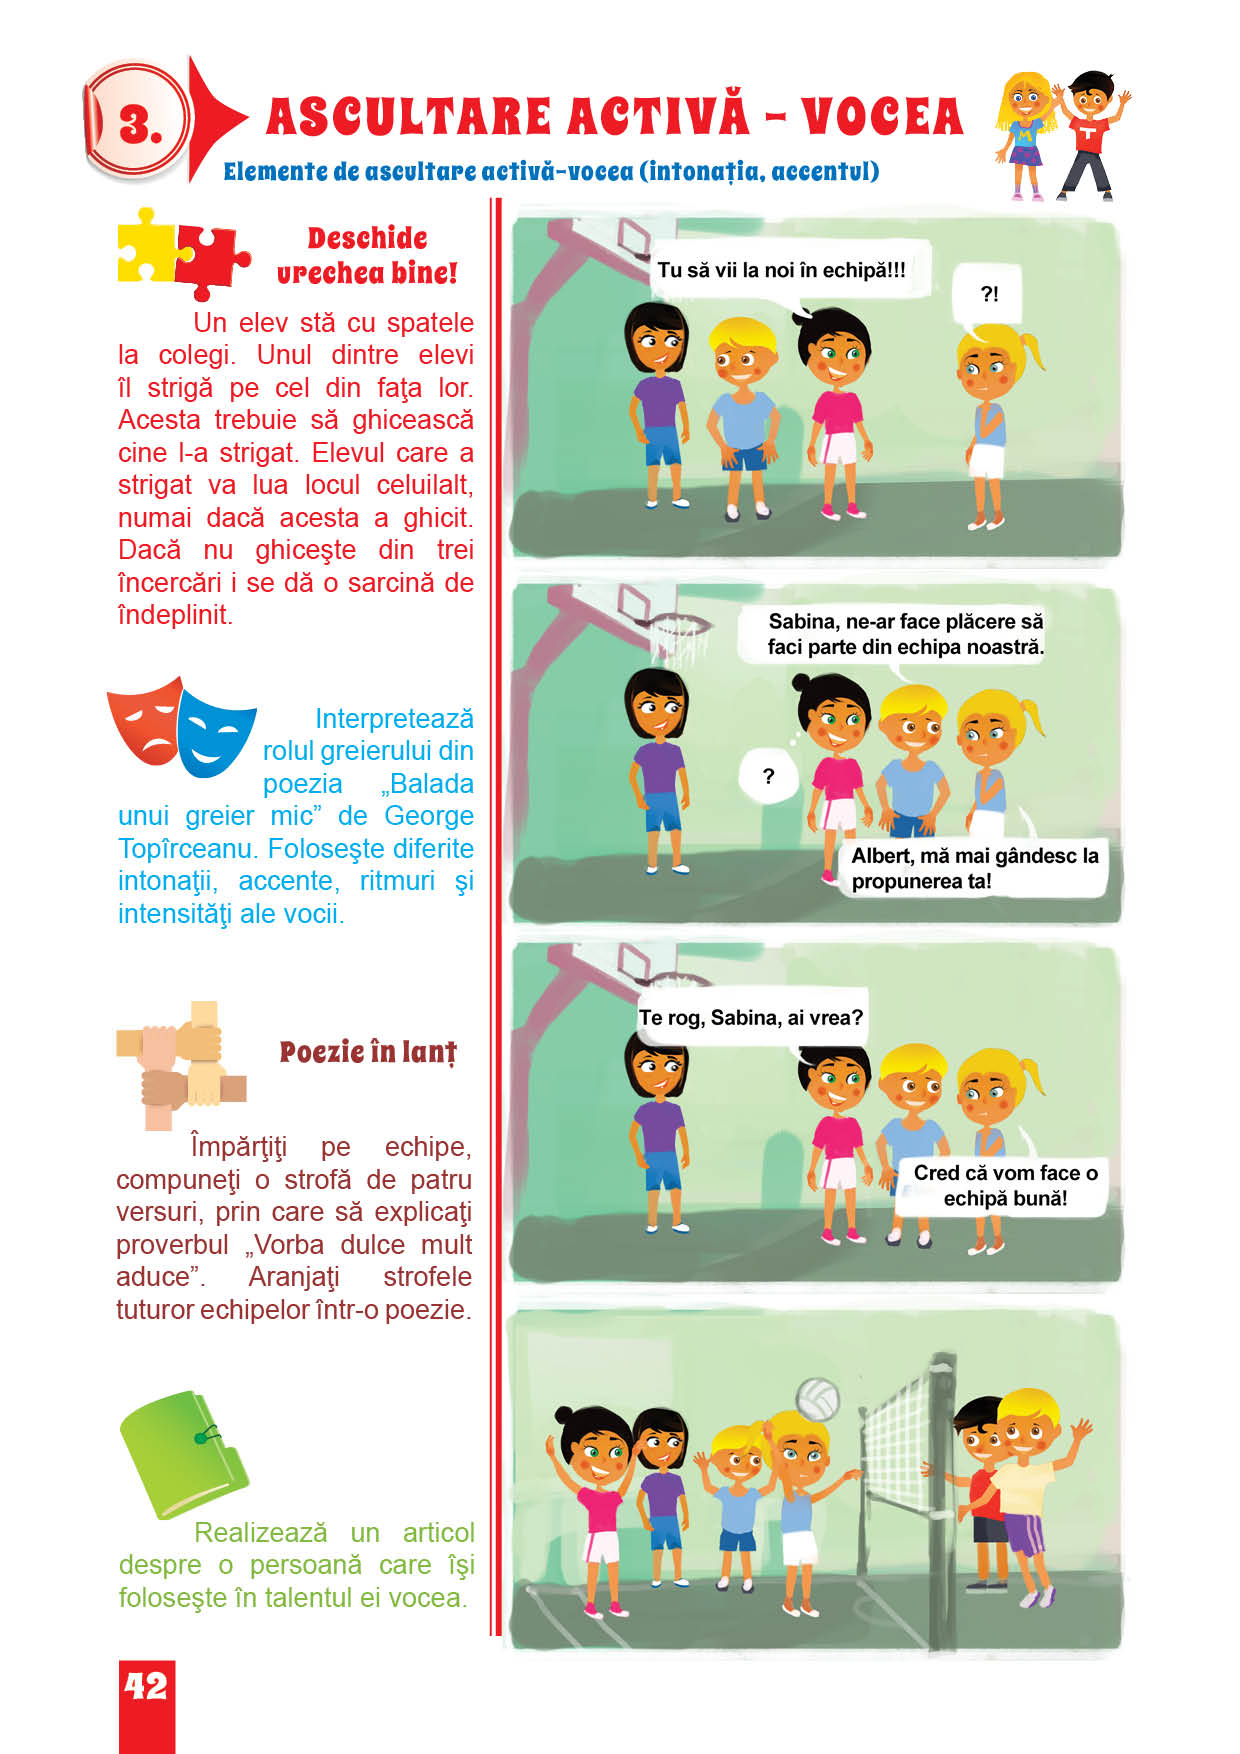 3.
ASCULTARE ACTIVĂ - VOCEA
Elemente de ascultare activă-vocea (intonația, accentul)
M
T
Deschide
urechea bine!
Un elev stă cu spatele
la colegi. Unul dintre elevi
îl strigă pe cel din faţa lor.
Acesta trebuie să ghicească
cine l-a strigat. Elevul care a
strigat va lua locul celuilalt,
numai dacă acesta a ghicit.
Dacă nu ghiceşte din trei
încercări i se dă o sarcină de
îndeplinit.
Interpretează
rolul greierului din
poezia „Balada
unui greier mic” de George
Topîrceanu. Foloseşte diferite
intonaţii, accente, ritmuri şi
intensităţi ale vocii.
Poezie în lanț
Împărţiţi pe echipe,
compuneţi o strofă de patru
versuri, prin care să explicaţi
proverbul „Vorba dulce mult
aduce”. Aranjaţi strofele
tuturor echipelor într-o poezie.
Realizează un articol
despre o persoană care îşi
foloseşte în talentul ei vocea.
Tu să vii la noi în echipă!!!
?!
Sabina, ne-ar face plăcere să
faci parte din echipa noastră.
?
Albert, mă mai gândesc la
propunerea ta!
Te rog, Sabina, ai vrea?
Cred că vom face o
echipă bună!
42